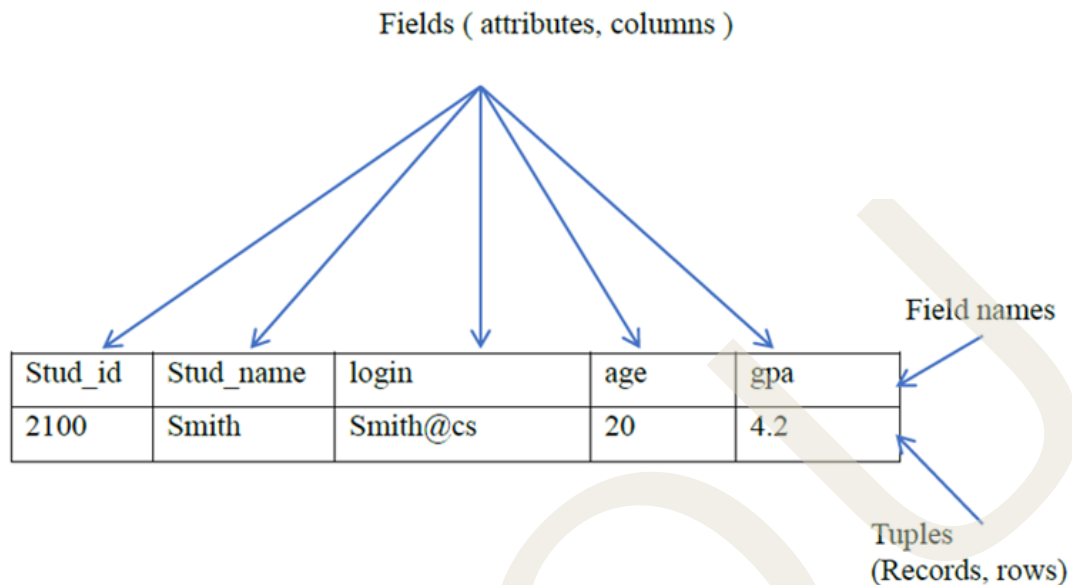 Fields ( attributes, columns )
Field names
Stud_id Stud_name login age gpa
2100 Smith Smith@cs 20 4.2
Tuples
(Records, rows)